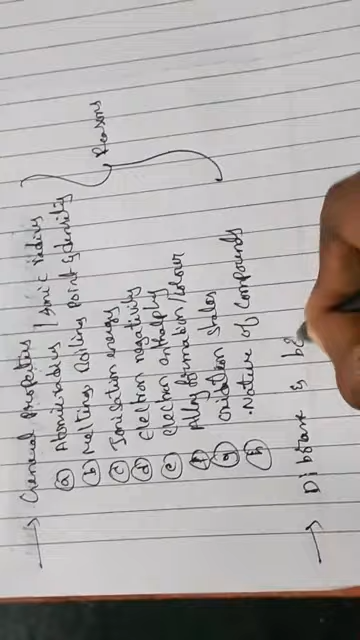 → General Properties
(a) Atomic radius / Ionic radius
(b) Melting boiling point & density
(c) Ionisation energy
(d) Electron negativity
(e) Electron enthalpy
(f) Alloy formation / colour
(g) Oxidation states
(h) Nature of compounds
Reasons
→ Diborane is